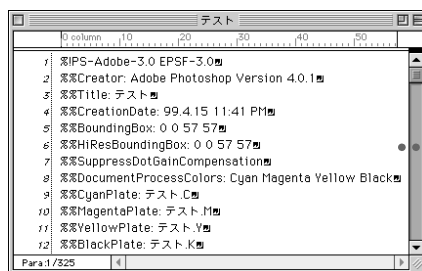 テスト
0 column 10 20 30 40 50
1 %!PS-Adobe-3.0 EPSF-3.0
2 %%Creator: Adobe Photoshop Version 4.0.1
3 %%Title: テスト
4 %%CreationDate: 99.4.15 11:41 PM
5 %%BoundingBox: 0 0 57 57
6 %%HiResBoundingBox: 0 0 57 57
7 %%SuppressDotGainCompensation
8 %%DocumentProcessColors: Cyan Magenta Yellow Black
9 %%CyanPlate: テスト.C
10 %%MagentaPlate: テスト.M
11 %%YellowPlate: テスト.Y
12 %%BlackPlate: テスト.K
Para:1/325